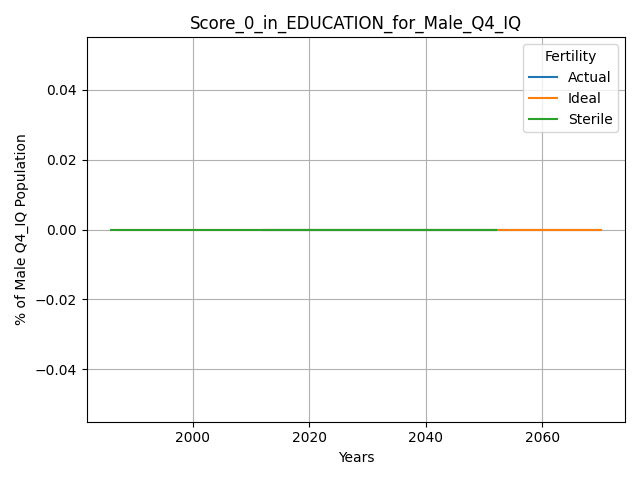 Score_0_in_EDUCATION_for_Male_Q4_IQ
Fertility
Actual
Ideal
Sterile
% of Male Q4_IQ Population
0.04
0.02
0.00
−0.02
−0.04
2000 2020 2040 2060
Years